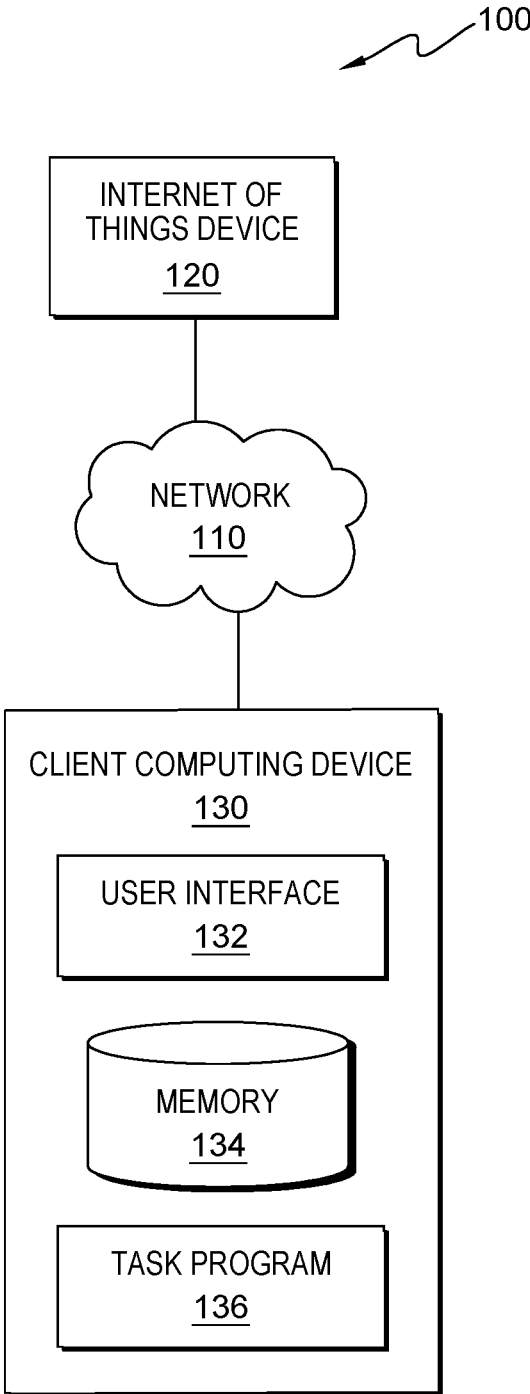 100
INTERNET OF
THINGS DEVICE
120
NETWORK
110
CLIENT COMPUTING DEVICE
130
USER INTERFACE
132
MEMORY
134
TASK PROGRAM
136